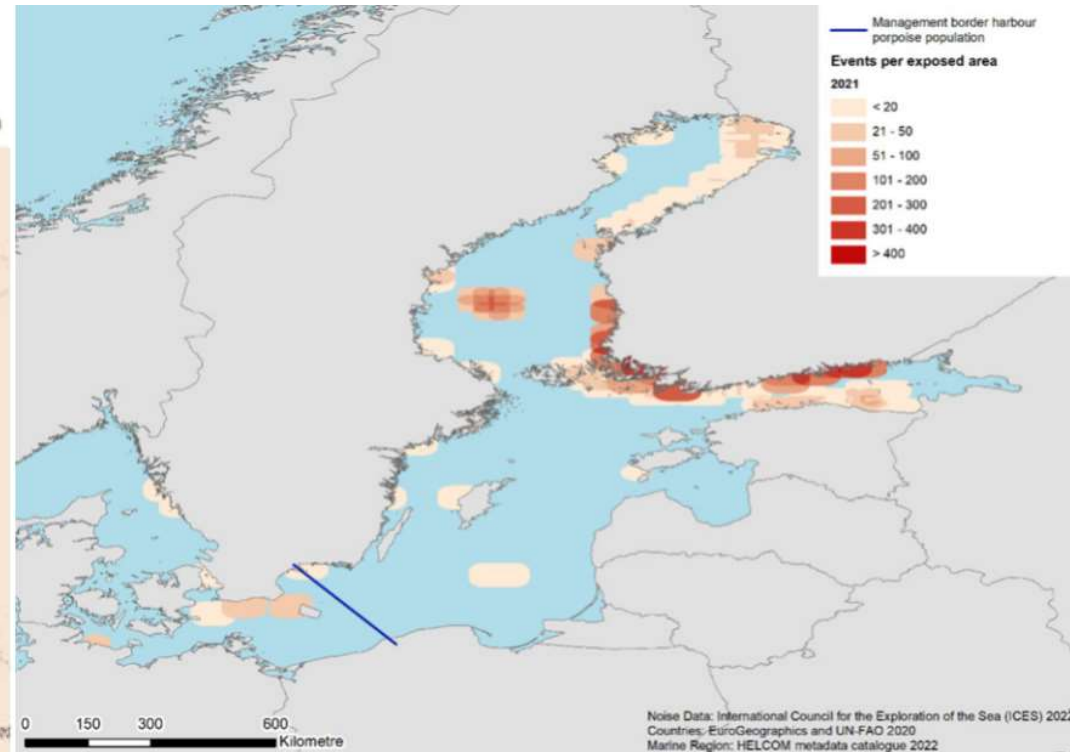 Management border harbour
porpoise population
Events per exposed area
2021
< 20
21 - 50
51 - 100
101 - 200
201 - 300
301 - 400
> 400
0 150 300 600
Kilometre
Noise Data: International Council for the Exploration of the Sea (ICES) 2022
Countries: EuroGeographics and UN-FAO 2020
Marine Region: HELCOM metadata catalogue 2022